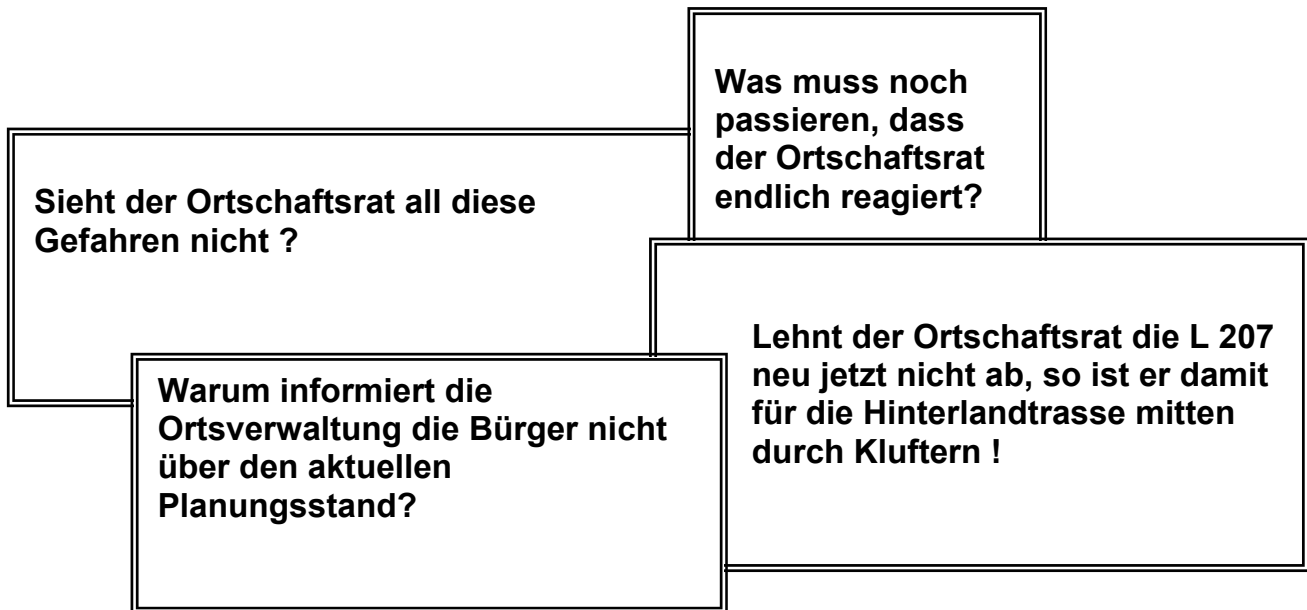 Was muss noch
passieren, dass
der Ortschaftsrat
endlich reagiert?
Sieht der Ortschaftsrat all diese
Gefahren nicht ?
Lehnt der Ortschaftsrat die L 207
neu jetzt nicht ab, so ist er damit
für die Hinterlandtrasse mitten
durch Kluftern !
Warum informiert die
Ortsverwaltung die Bürger nicht
über den aktuellen
Planungsstand?